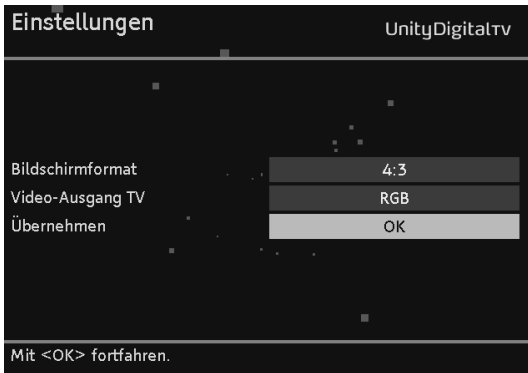 Einstellungen
UnityDigitalTV
Bildschirmformat 4:3
Video-Ausgang TV RGB
Übernehmen OK
Mit <OK> fortfahren.